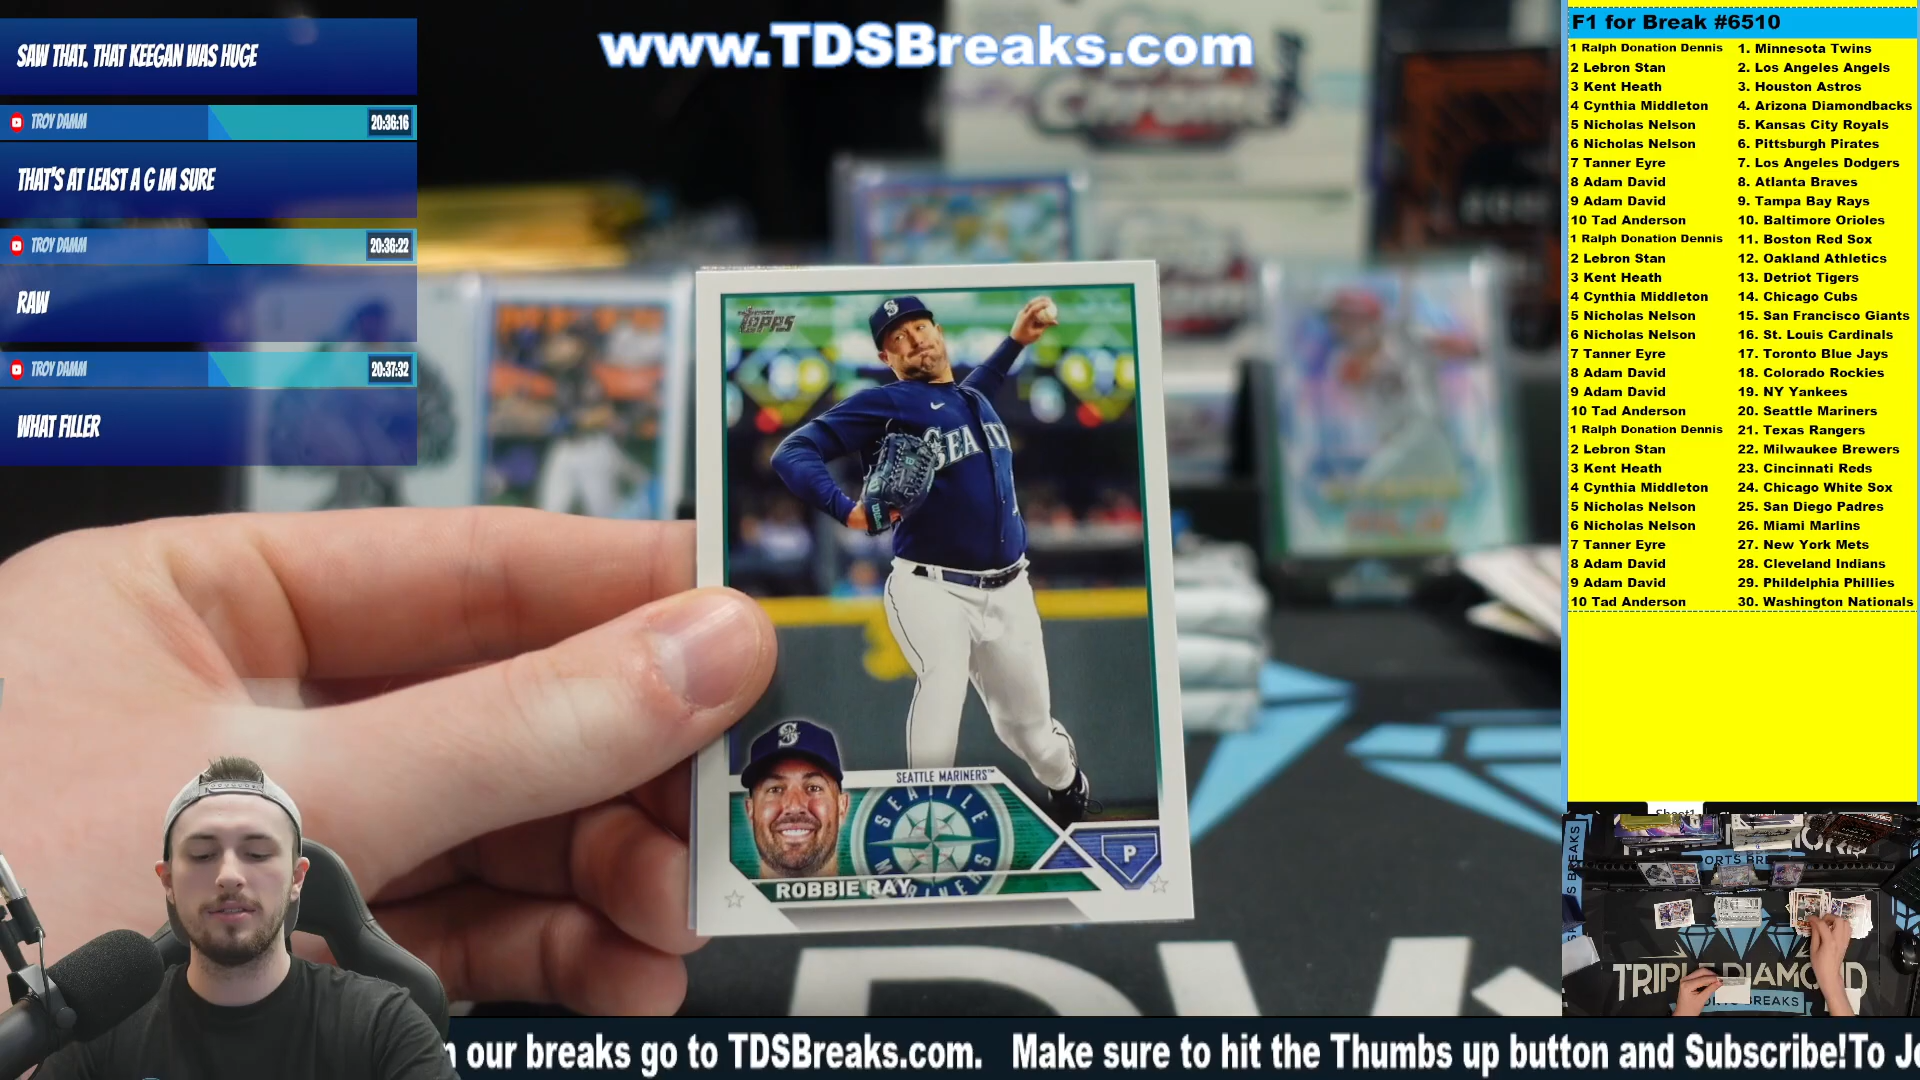 SAW THAT. THAT KEEGAN WAS HUGE
TROY DAMM 20:36:16
THAT'S AT LEAST A G IM SURE
TROY DAMM 20:36:22
RAW
TROY DAMM 20:37:32
WHAT FILLER
www.TDSBreaks.com
Chrome
TOPPS
S
SEATTLE MARINERS™
SEATTLE
MARINERS
P
ROBBIE RAY
F1 for Break #6510
1 Ralph Donation Dennis 1. Minnesota Twins
2 Lebron Stan 2. Los Angeles Angels
3 Kent Heath 3. Houston Astros
4 Cynthia Middleton 4. Arizona Diamondbacks
5 Nicholas Nelson 5. Kansas City Royals
6 Nicholas Nelson 6. Pittsburgh Pirates
7 Tanner Eyre 7. Los Angeles Dodgers
8 Adam David 8. Atlanta Braves
9 Adam David 9. Tampa Bay Rays
10 Tad Anderson 10. Baltimore Orioles
1 Ralph Donation Dennis 11. Boston Red Sox
2 Lebron Stan 12. Oakland Athletics
3 Kent Heath 13. Detriot Tigers
4 Cynthia Middleton 14. Chicago Cubs
5 Nicholas Nelson 15. San Francisco Giants
6 Nicholas Nelson 16. St. Louis Cardinals
7 Tanner Eyre 17. Toronto Blue Jays
8 Adam David 18. Colorado Rockies
9 Adam David 19. NY Yankees
10 Tad Anderson 20. Seattle Mariners
1 Ralph Donation Dennis 21. Texas Rangers
2 Lebron Stan 22. Milwaukee Brewers
3 Kent Heath 23. Cincinnati Reds
4 Cynthia Middleton 24. Chicago White Sox
5 Nicholas Nelson 25. San Diego Padres
6 Nicholas Nelson 26. Miami Marlins
7 Tanner Eyre 27. New York Mets
8 Adam David 28. Cleveland Indians
9 Adam David 29. Phildelphia Phillies
10 Tad Anderson 30. Washington Nationals
Sheet1
TRIPLE DIAMOND
BREAKS
our breaks go to TDSBreaks.com. Make sure to hit the Thumbs up button and Subscribe!To